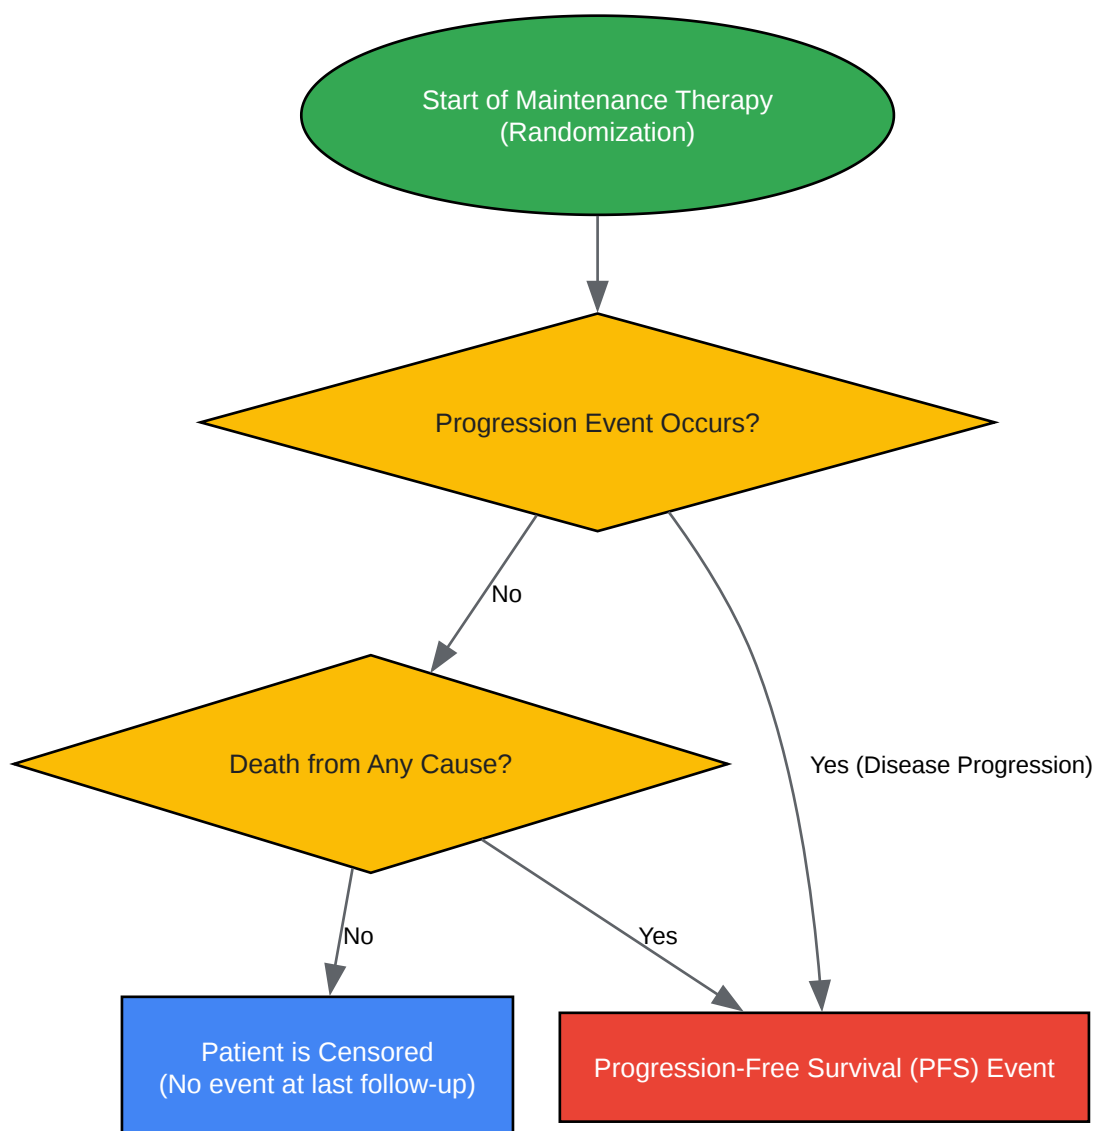 Start of Maintenance Therapy
(Randomization)
Progression Event Occurs?
No
Death from Any Cause?
Yes (Disease Progression)
No
Yes
Patient is Censored
(No event at last follow-up)
Progression-Free Survival (PFS) Event